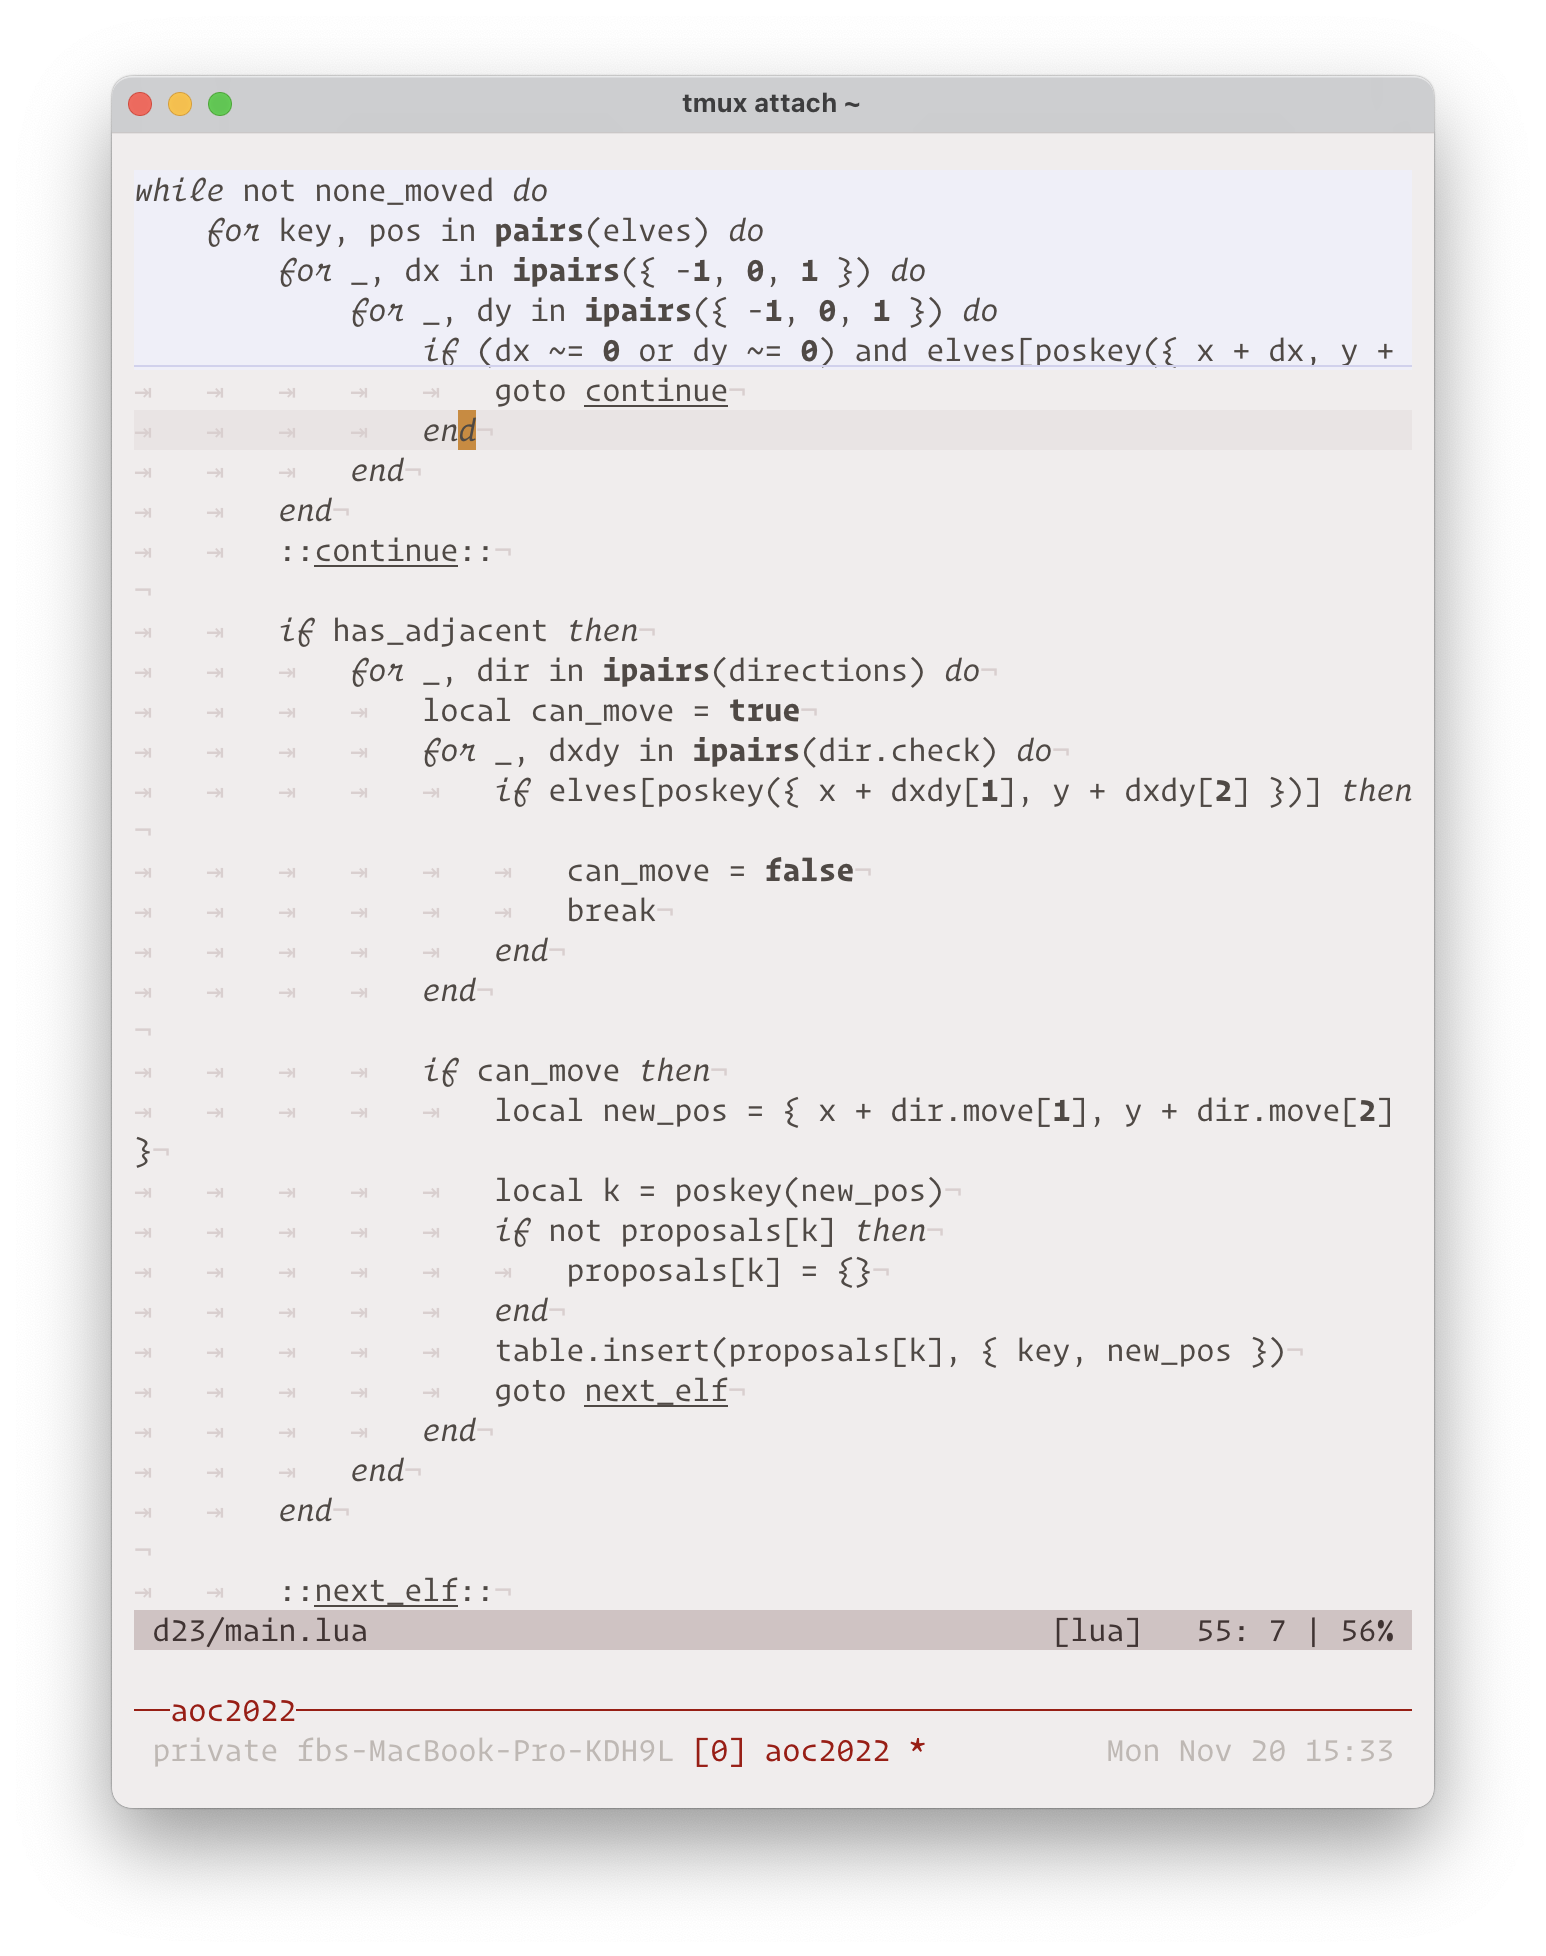 tmux attach ~
while not none_moved do
    for key, pos in pairs(elves) do
        for _, dx in ipairs({ -1, 0, 1 }) do
            for _, dy in ipairs({ -1, 0, 1 }) do
                if (dx ~= 0 or dy ~= 0) and elves[poskey({ x + dx, y +
⇥   ⇥   ⇥   ⇥   ⇥   goto continue¬
⇥   ⇥   ⇥   ⇥   end¬
⇥   ⇥   ⇥   end¬
⇥   ⇥   end¬
⇥   ⇥   ::continue::¬
¬
⇥   ⇥   if has_adjacent then¬
⇥   ⇥   ⇥   for _, dir in ipairs(directions) do¬
⇥   ⇥   ⇥   ⇥   local can_move = true¬
⇥   ⇥   ⇥   ⇥   for _, dxdy in ipairs(dir.check) do¬
⇥   ⇥   ⇥   ⇥   ⇥   if elves[poskey({ x + dxdy[1], y + dxdy[2] })] then
¬
⇥   ⇥   ⇥   ⇥   ⇥   ⇥   can_move = false¬
⇥   ⇥   ⇥   ⇥   ⇥   ⇥   break¬
⇥   ⇥   ⇥   ⇥   ⇥   end¬
⇥   ⇥   ⇥   ⇥   end¬
¬
⇥   ⇥   ⇥   ⇥   if can_move then¬
⇥   ⇥   ⇥   ⇥   ⇥   local new_pos = { x + dir.move[1], y + dir.move[2]
}¬
⇥   ⇥   ⇥   ⇥   ⇥   local k = poskey(new_pos)¬
⇥   ⇥   ⇥   ⇥   ⇥   if not proposals[k] then¬
⇥   ⇥   ⇥   ⇥   ⇥   ⇥   proposals[k] = {}¬
⇥   ⇥   ⇥   ⇥   ⇥   end¬
⇥   ⇥   ⇥   ⇥   ⇥   table.insert(proposals[k], { key, new_pos })¬
⇥   ⇥   ⇥   ⇥   ⇥   goto next_elf¬
⇥   ⇥   ⇥   ⇥   end¬
⇥   ⇥   ⇥   end¬
⇥   ⇥   end¬
¬
⇥   ⇥   ::next_elf::¬
d23/main.lua [lua] 55: 7 | 56%
aoc2022
private fbs-MacBook-Pro-KDH9L [0] aoc2022 * Mon Nov 20 15:33